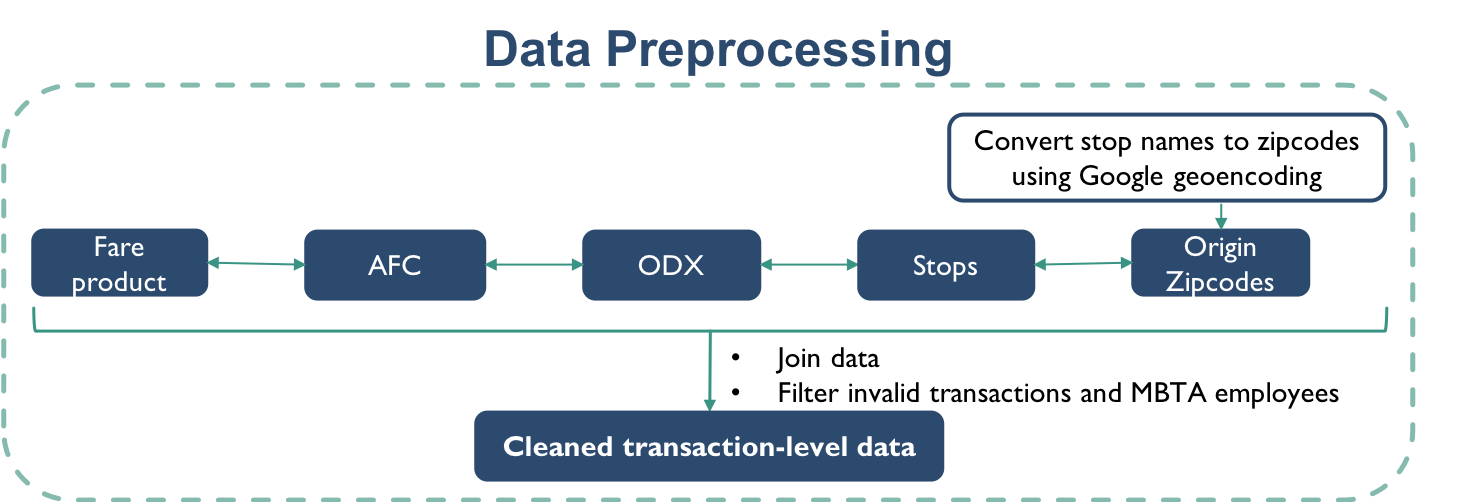 Data Preprocessing
Convert stop names to zipcodes
using Google geoencoding
Fare
product
AFC
ODX
Stops
Origin
Zipcodes
• Join data
• Filter invalid transactions and MBTA employees
Cleaned transaction-level data